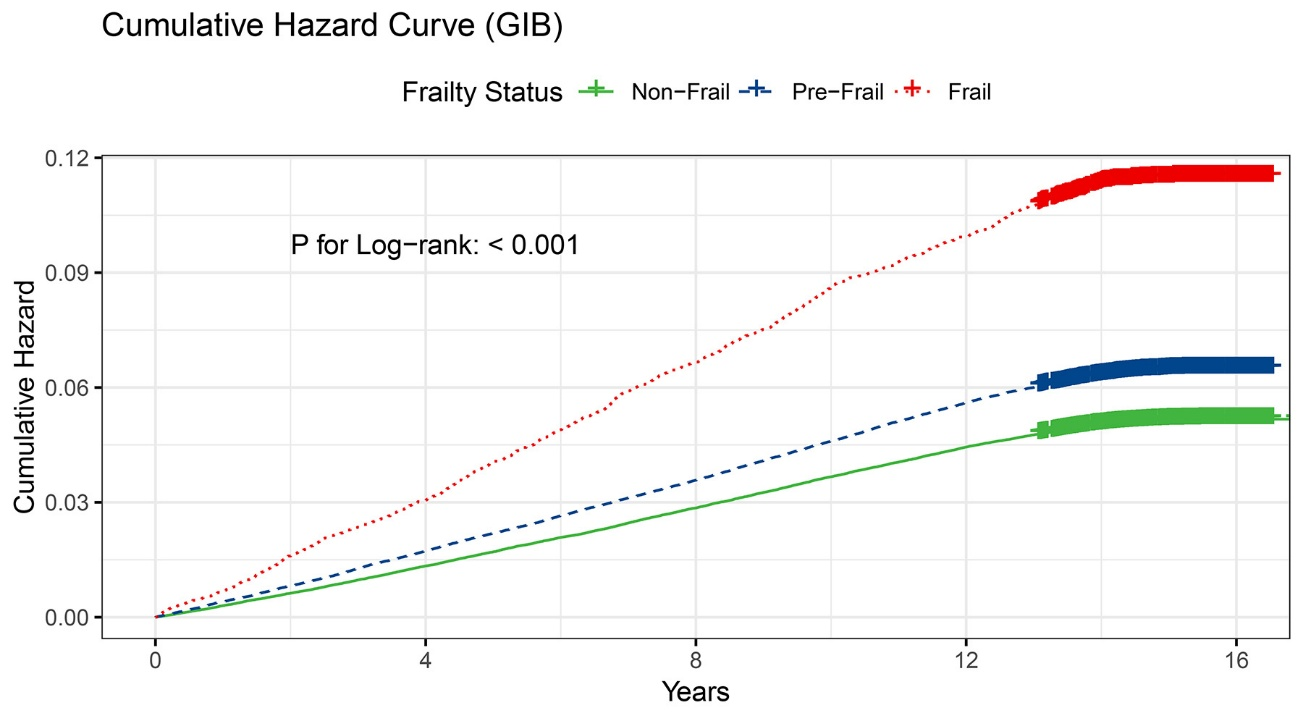 Cumulative Hazard Curve (GIB)
Frailty Status Non−Frail Pre−Frail Frail
0.12
P for Log−rank: < 0.001
0.09
Cumulative Hazard
0.06
0.03
0.00
0 4 8 12 16
Years